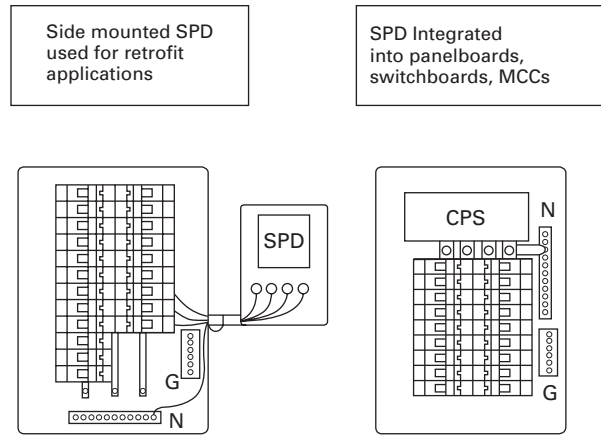 Side mounted SPD
used for retrofit
applications
SPD Integrated
into panelboards,
switchboards, MCCs
SPD
G
N
CPS
N
G